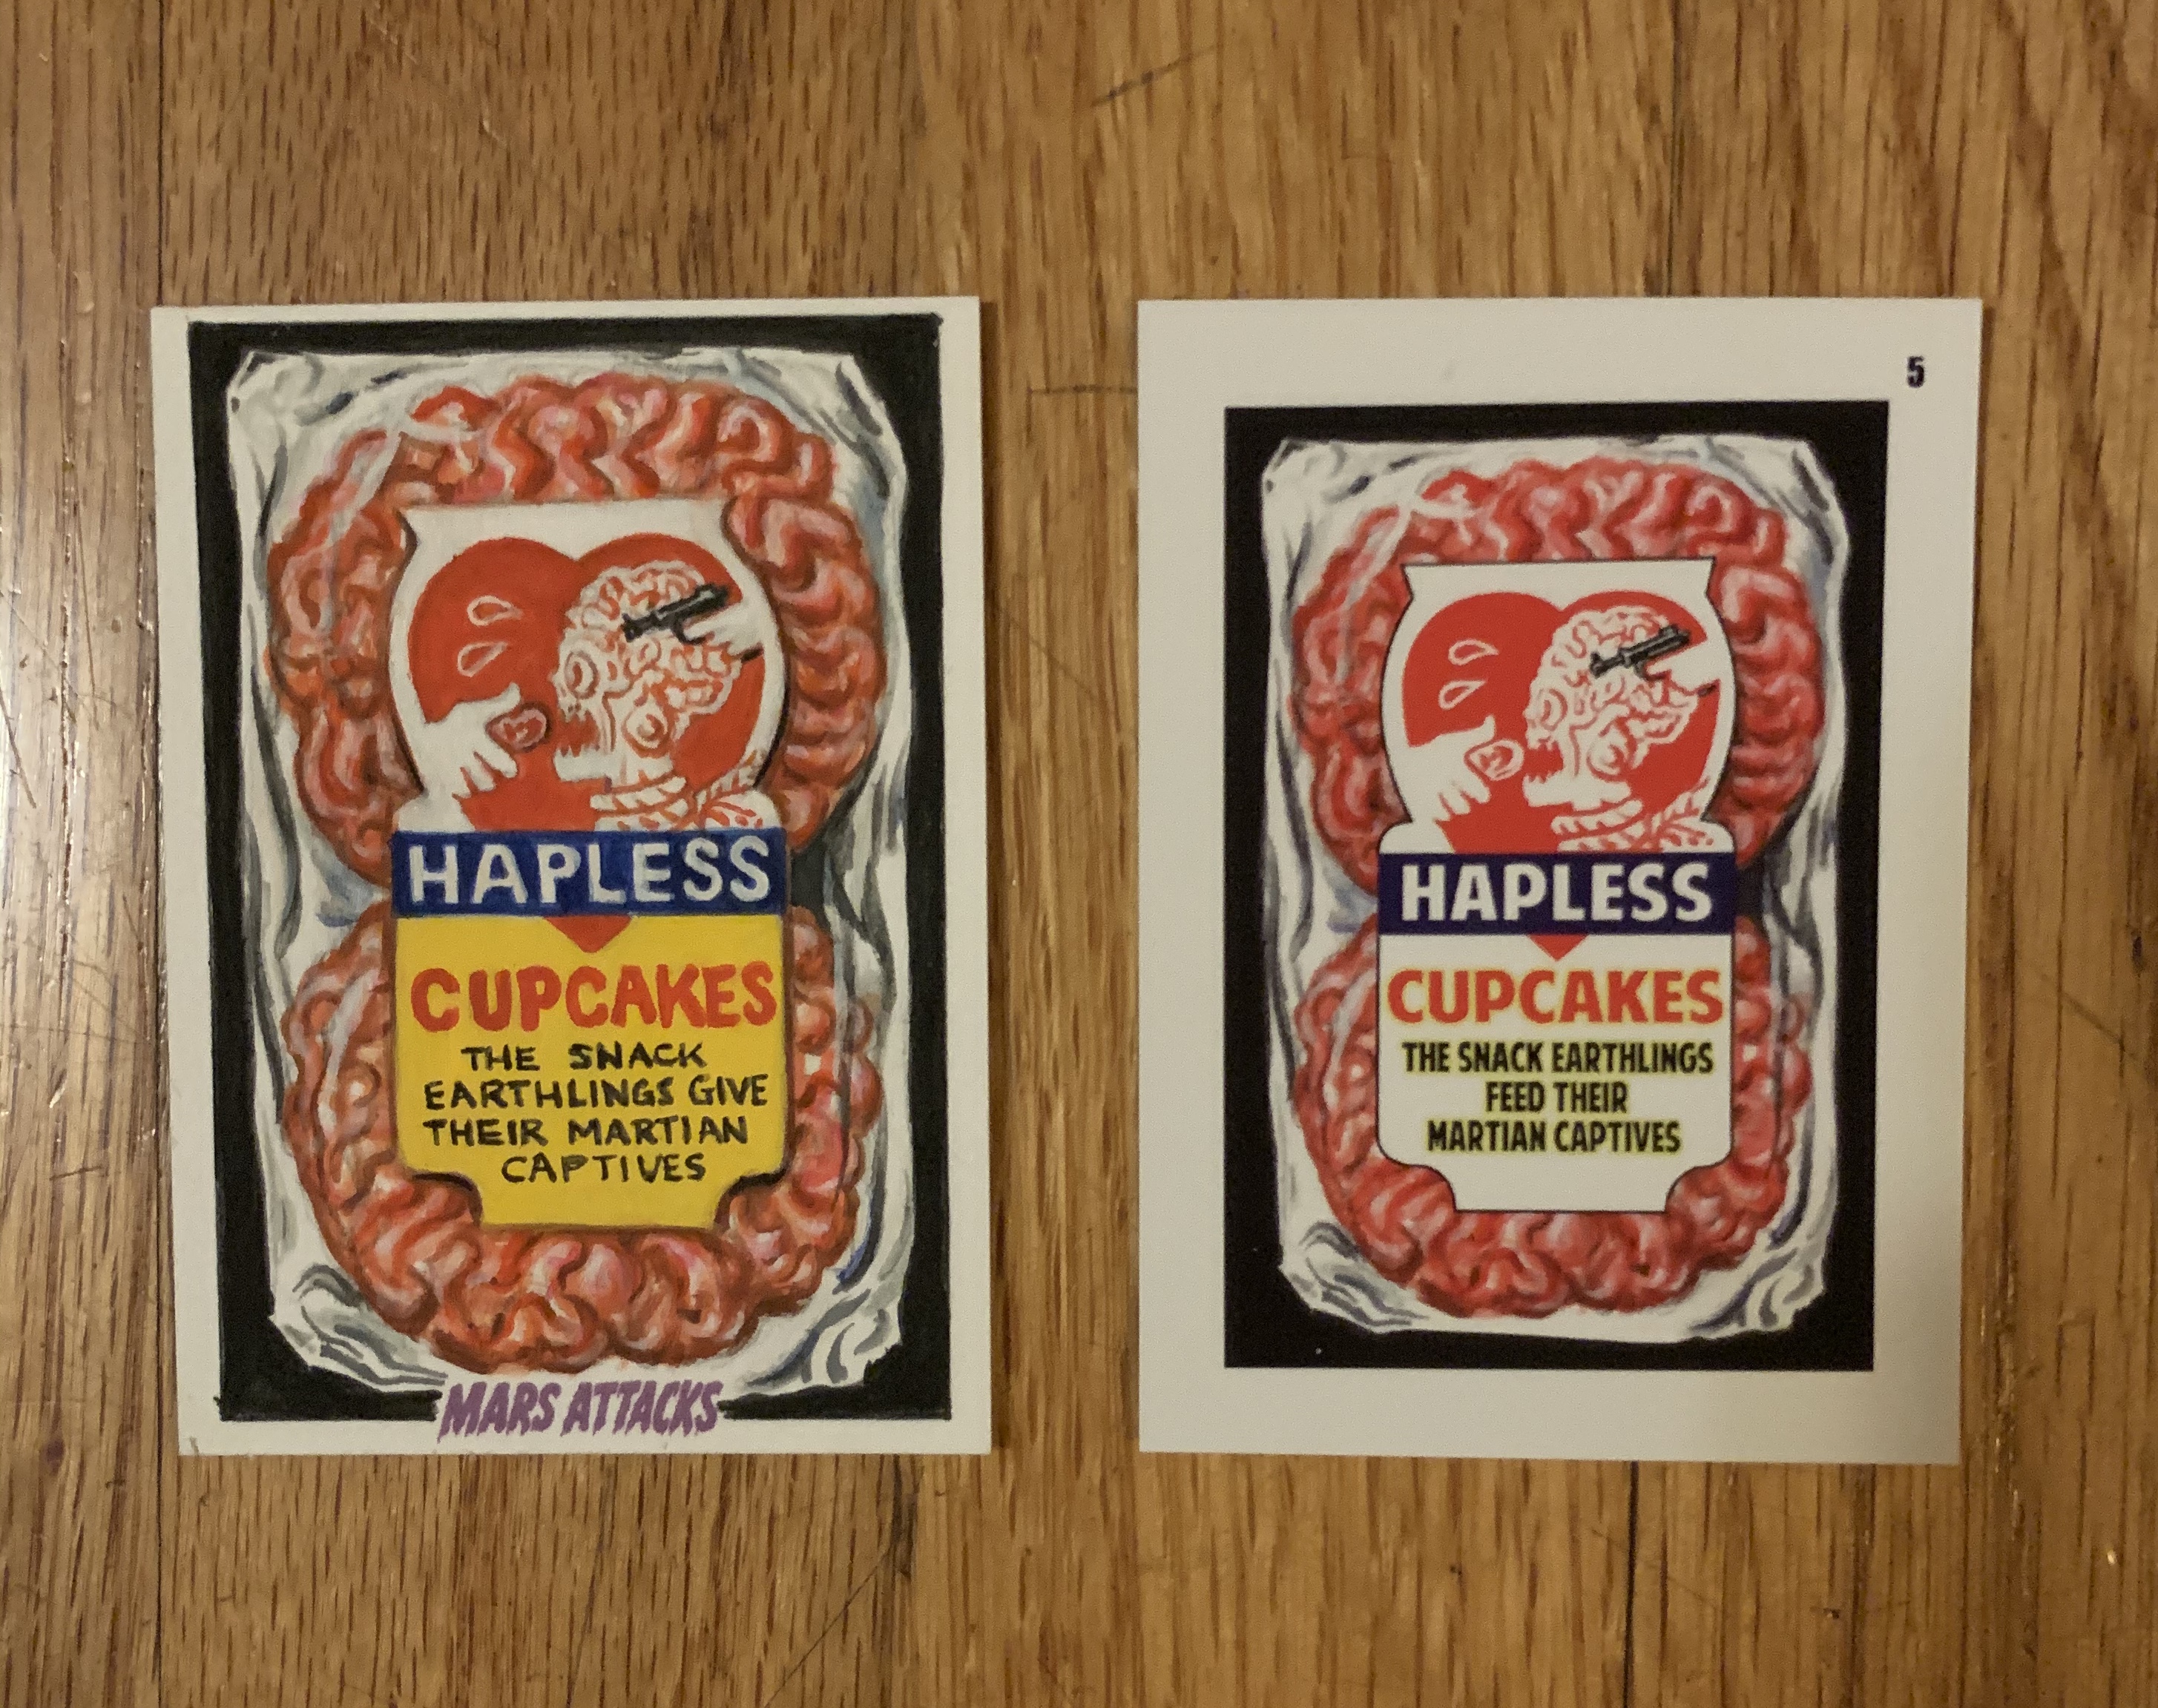 HAPLESS
CUPCAKES
THE SNACK
EARTHLINGS GIVE
THEIR MARTIAN
CAPTIVES
MARS ATTACKS
5
HAPLESS
CUPCAKES
THE SNACK EARTHLINGS
FEED THEIR
MARTIAN CAPTIVES